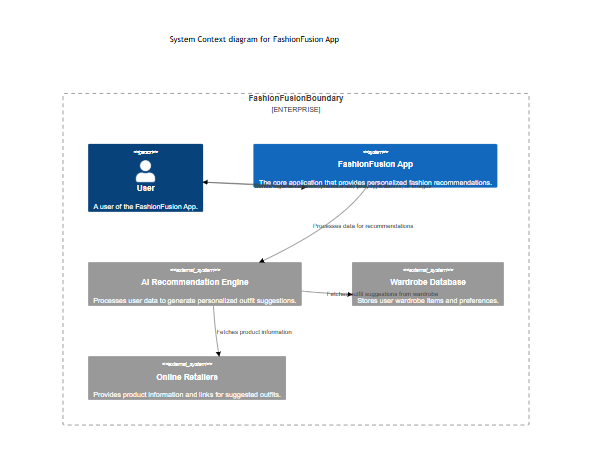 System Context diagram for FashionFusion App
FashionFusionBoundary
[ENTERPRISE]
<<person>>
User
A user of the FashionFusion App.
<<system>>
FashionFusion App
The core application that provides personalized fashion recommendations.
Processes data for recommendations
<<external_system>>
AI Recommendation Engine
Processes user data to generate personalized outfit suggestions.
Fetches outfit suggestions from wardrobe
<<external_system>>
Wardrobe Database
Stores user wardrobe items and preferences.
Fetches product information
<<external_system>>
Online Retailers
Provides product information and links for suggested outfits.